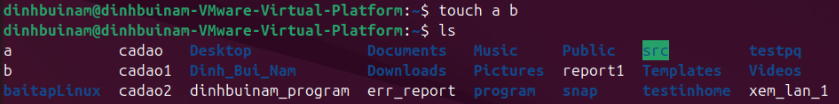 dinhbuinam@dinhbuinam-VMware-Virtual-Platform:~$ touch a b
dinhbuinam@dinhbuinam-VMware-Virtual-Platform:~$ ls
a cadao Desktop Documents Music Public src testpq
b cadao1 Dinh_Bui_Nam Downloads Pictures report1 Templates Videos
baitapLinux cadao2 dinhbuinam_program err_report program snap testinhome xem_lan_1